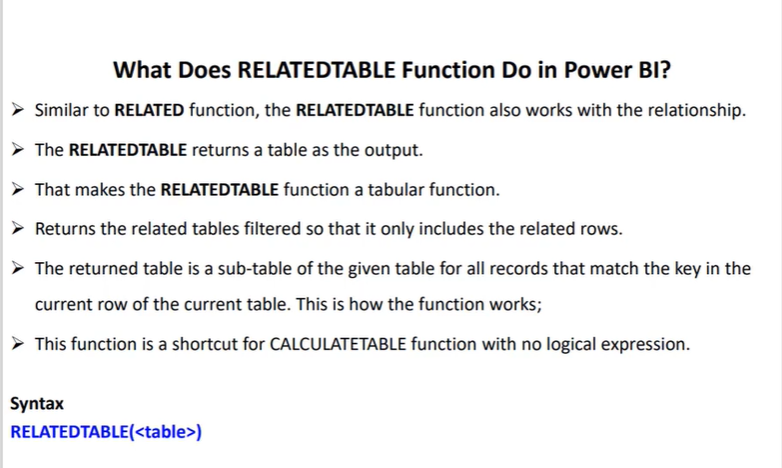 What Does RELATEDTABLE Function Do in Power BI?
➢ Similar to RELATED function, the RELATEDTABLE function also works with the relationship.
➢ The RELATEDTABLE returns a table as the output.
➢ That makes the RELATEDTABLE function a tabular function.
➢ Returns the related tables filtered so that it only includes the related rows.
➢ The returned table is a sub-table of the given table for all records that match the key in the
current row of the current table. This is how the function works;
➢ This function is a shortcut for CALCULATETABLE function with no logical expression.
Syntax
RELATEDTABLE(<table>)